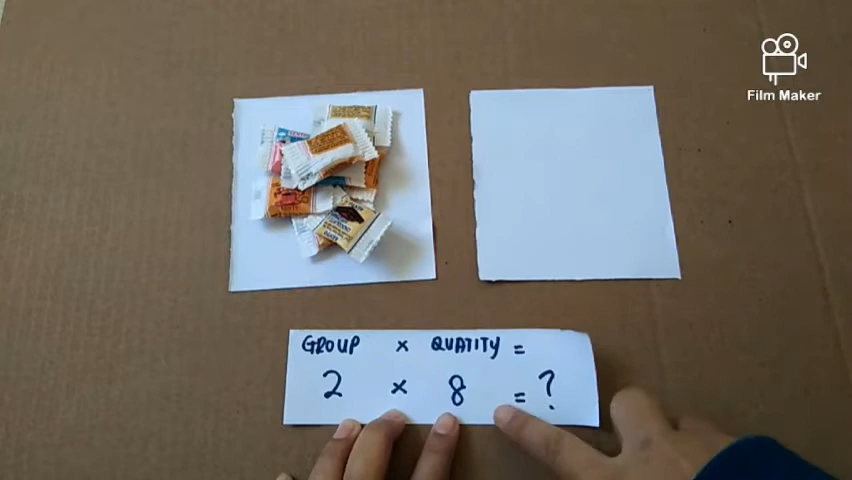 Film Maker
GROUP x QUATITY =
2 x 8 = ?